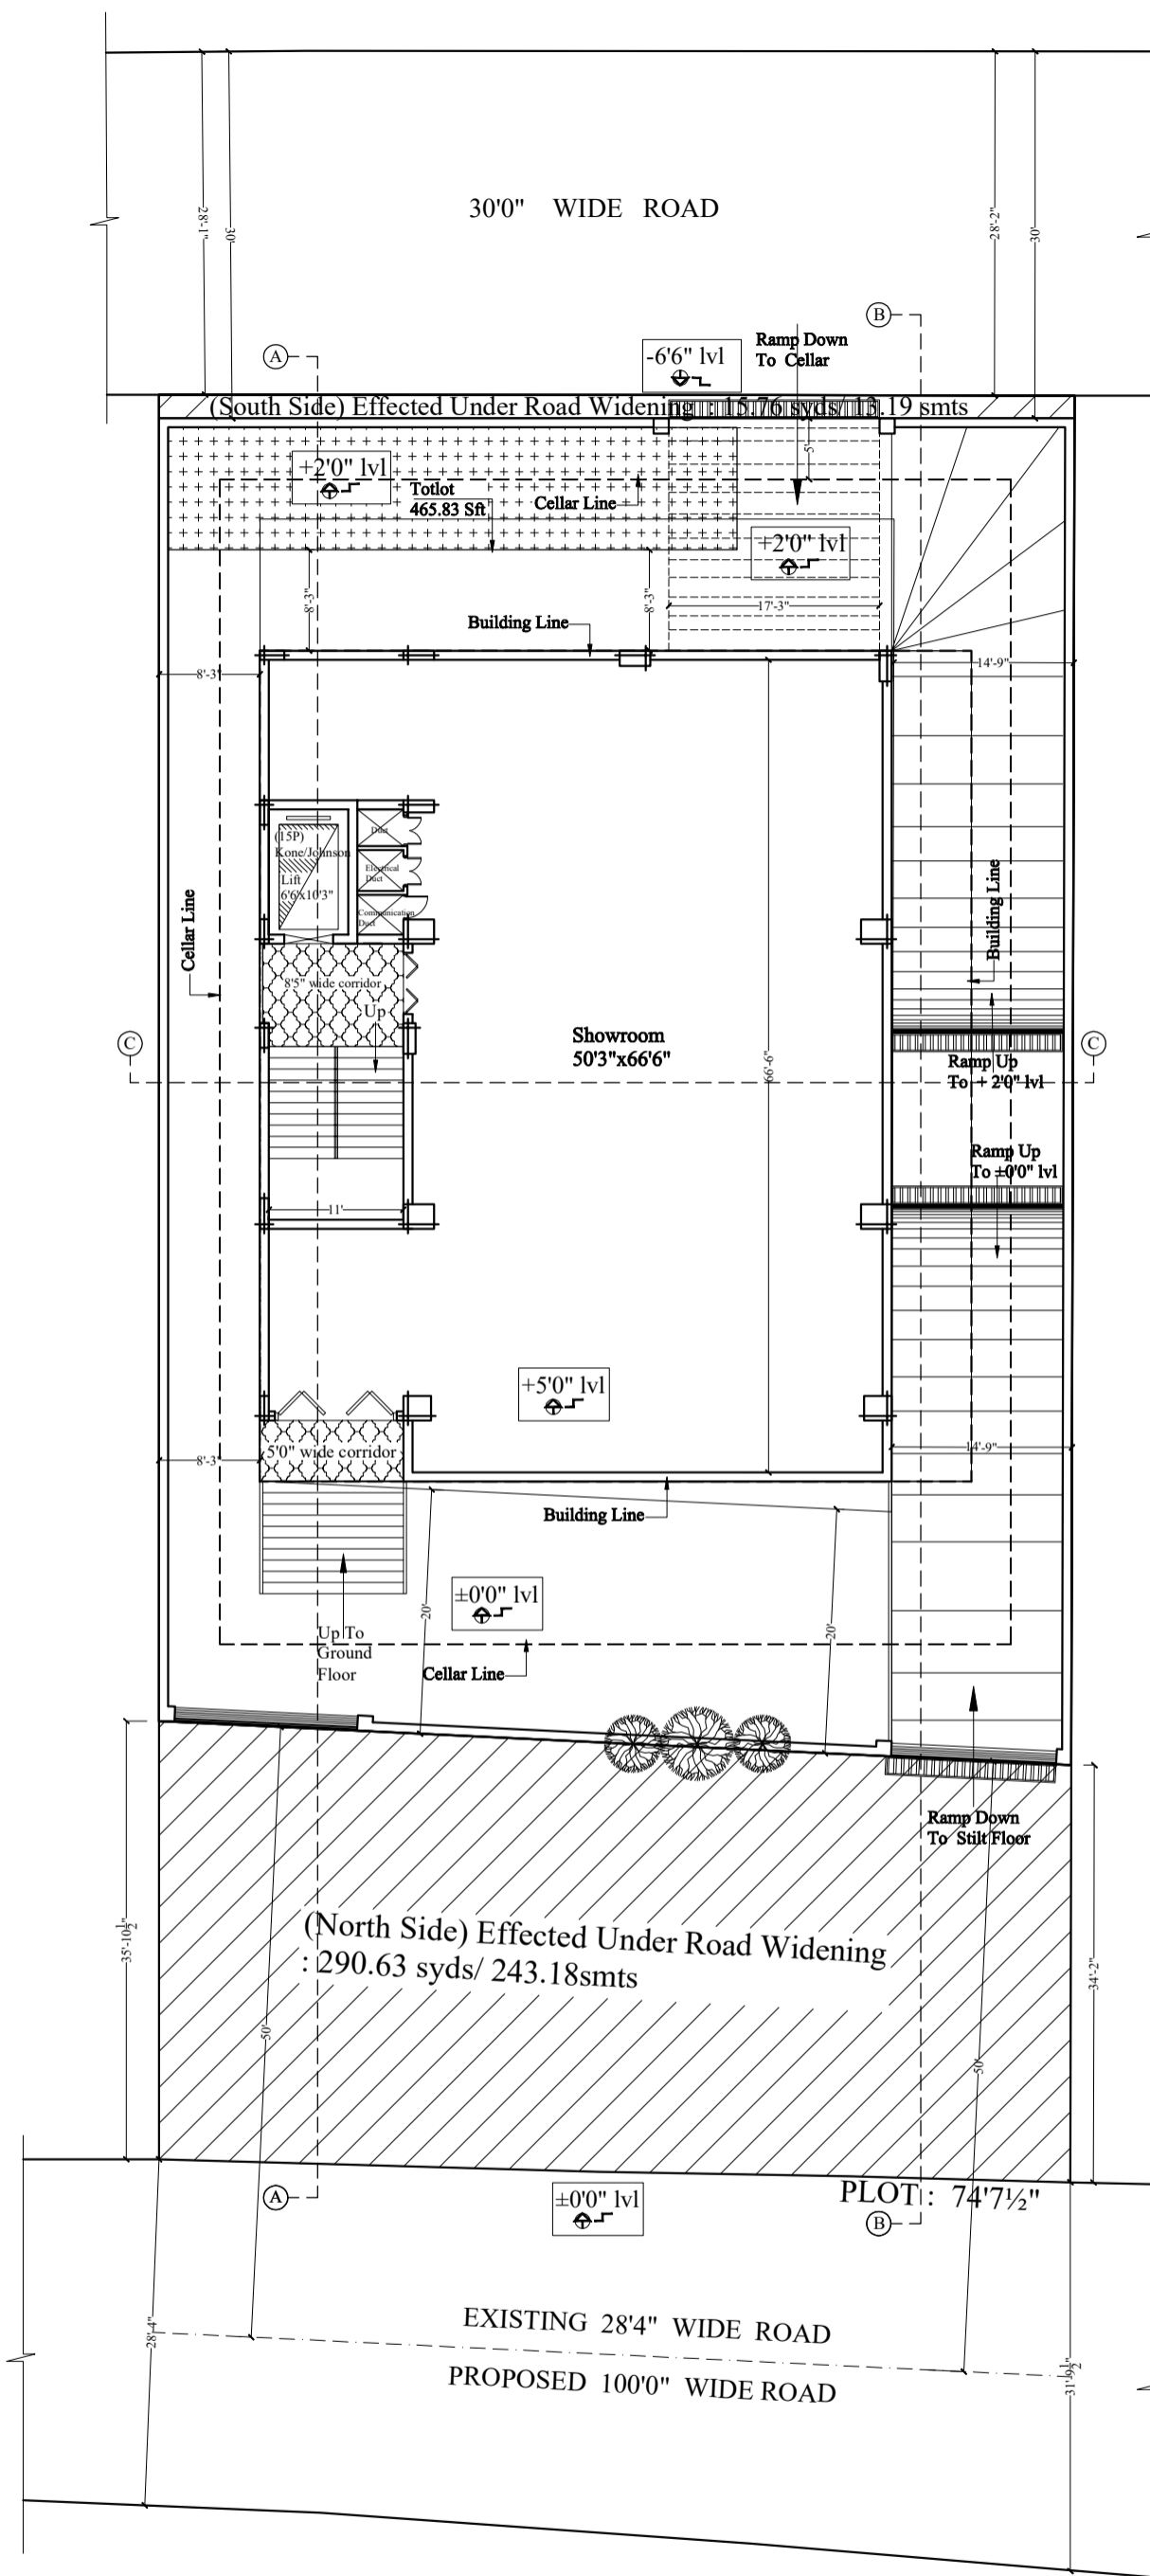 30'0" WIDE ROAD
28'-1"
30'
28'-2"
30'
A
B
-6'6" lvl
Ramp Down
To Cellar
(South Side) Effected Under Road Widening : 15.76 syds/ 13.19 smts
+2'0" lvl
Totlot
465.83 Sft
Cellar Line
5'
+2'0" lvl
8'-3"
8'-3"
17'-3"
Building Line
8'-3"
14'-9"
(15P)
Kone/Johnson
Lift
6'6"x10'3"
Duct
Electrical
Duct
Communication
Duct
Cellar Line
Building Line
8'5" wide corridor
Up
Showroom
50'3"x66'6"
66'-6"
C
C
Ramp Up
To + 2'0" lvl
Ramp Up
To ±0'0" lvl
11'
+5'0" lvl
5'0" wide corridor
8'-3"
14'-9"
Building Line
±0'0" lvl
20'
20'
Up To
Ground
Floor
Cellar Line
Ramp Down
To Stilt Floor
(North Side) Effected Under Road Widening
: 290.63 syds/ 243.18smts
35'-10½"
34'-2"
50'
50'
A
±0'0" lvl
PLOT : 74'7½"
B
EXISTING 28'4" WIDE ROAD
28'-4"
31'-9½"
PROPOSED 100'0" WIDE ROAD